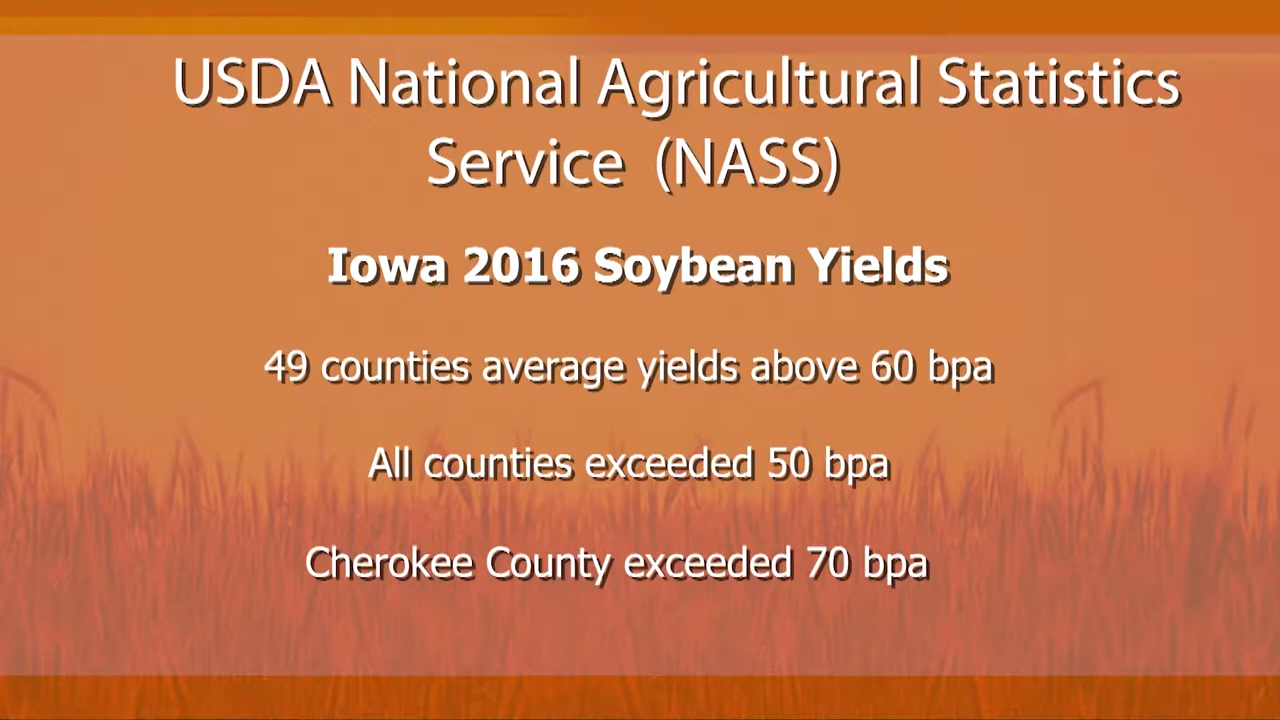 USDA National Agricultural Statistics
Service (NASS)
Iowa 2016 Soybean Yields
49 counties average yields above 60 bpa
All counties exceeded 50 bpa
Cherokee County exceeded 70 bpa